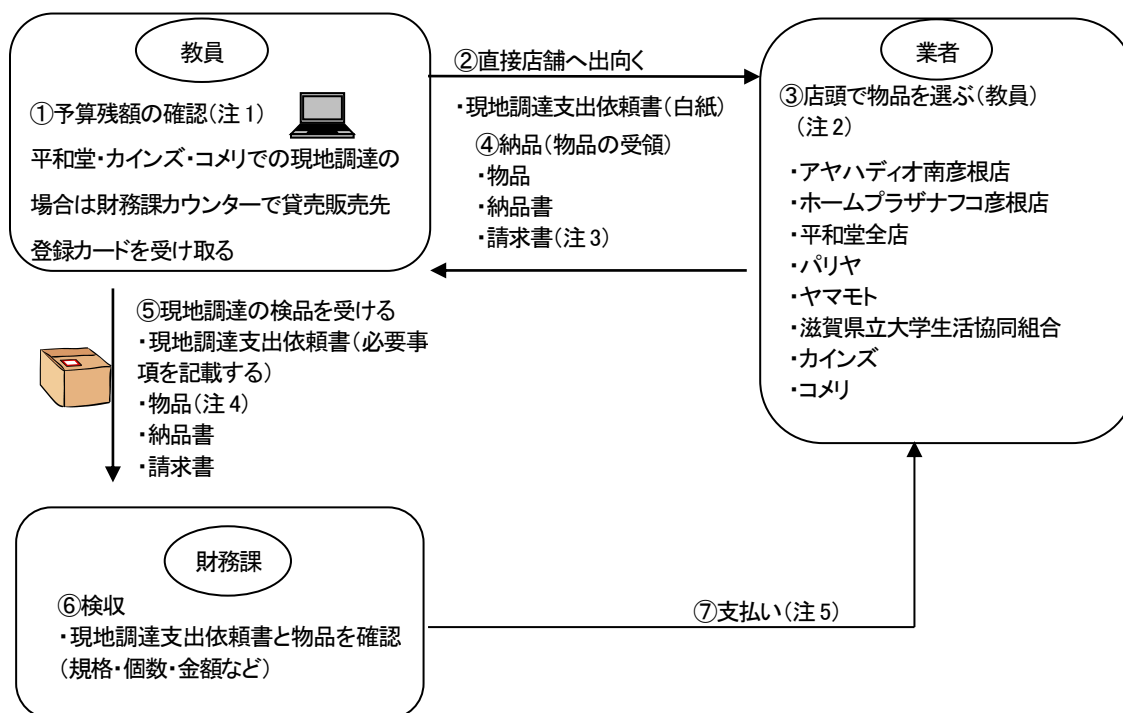 教員
①予算残額の確認(注1)
平和堂・カインズ・コメリでの現地調達の
場合は財務課カウンターで貸売販売先
登録カードを受け取る
②直接店舗へ出向く
・現地調達支出依頼書(白紙)
④納品(物品の受領)
・物品
・納品書
・請求書(注3)
業者
③店頭で物品を選ぶ(教員)
(注2)
・アヤハディオ南彦根店
・ホームプラザナフコ彦根店
・平和堂全店
・パリヤ
・ヤマモト
・滋賀県立大学生活協同組合
・カインズ
・コメリ
⑤現地調達の検品を受ける
・現地調達支出依頼書(必要事
項を記載する)
・物品(注4)
・納品書
・請求書
財務課
⑥検収
・現地調達支出依頼書と物品を確認
(規格・個数・金額など)
⑦支払い(注5)